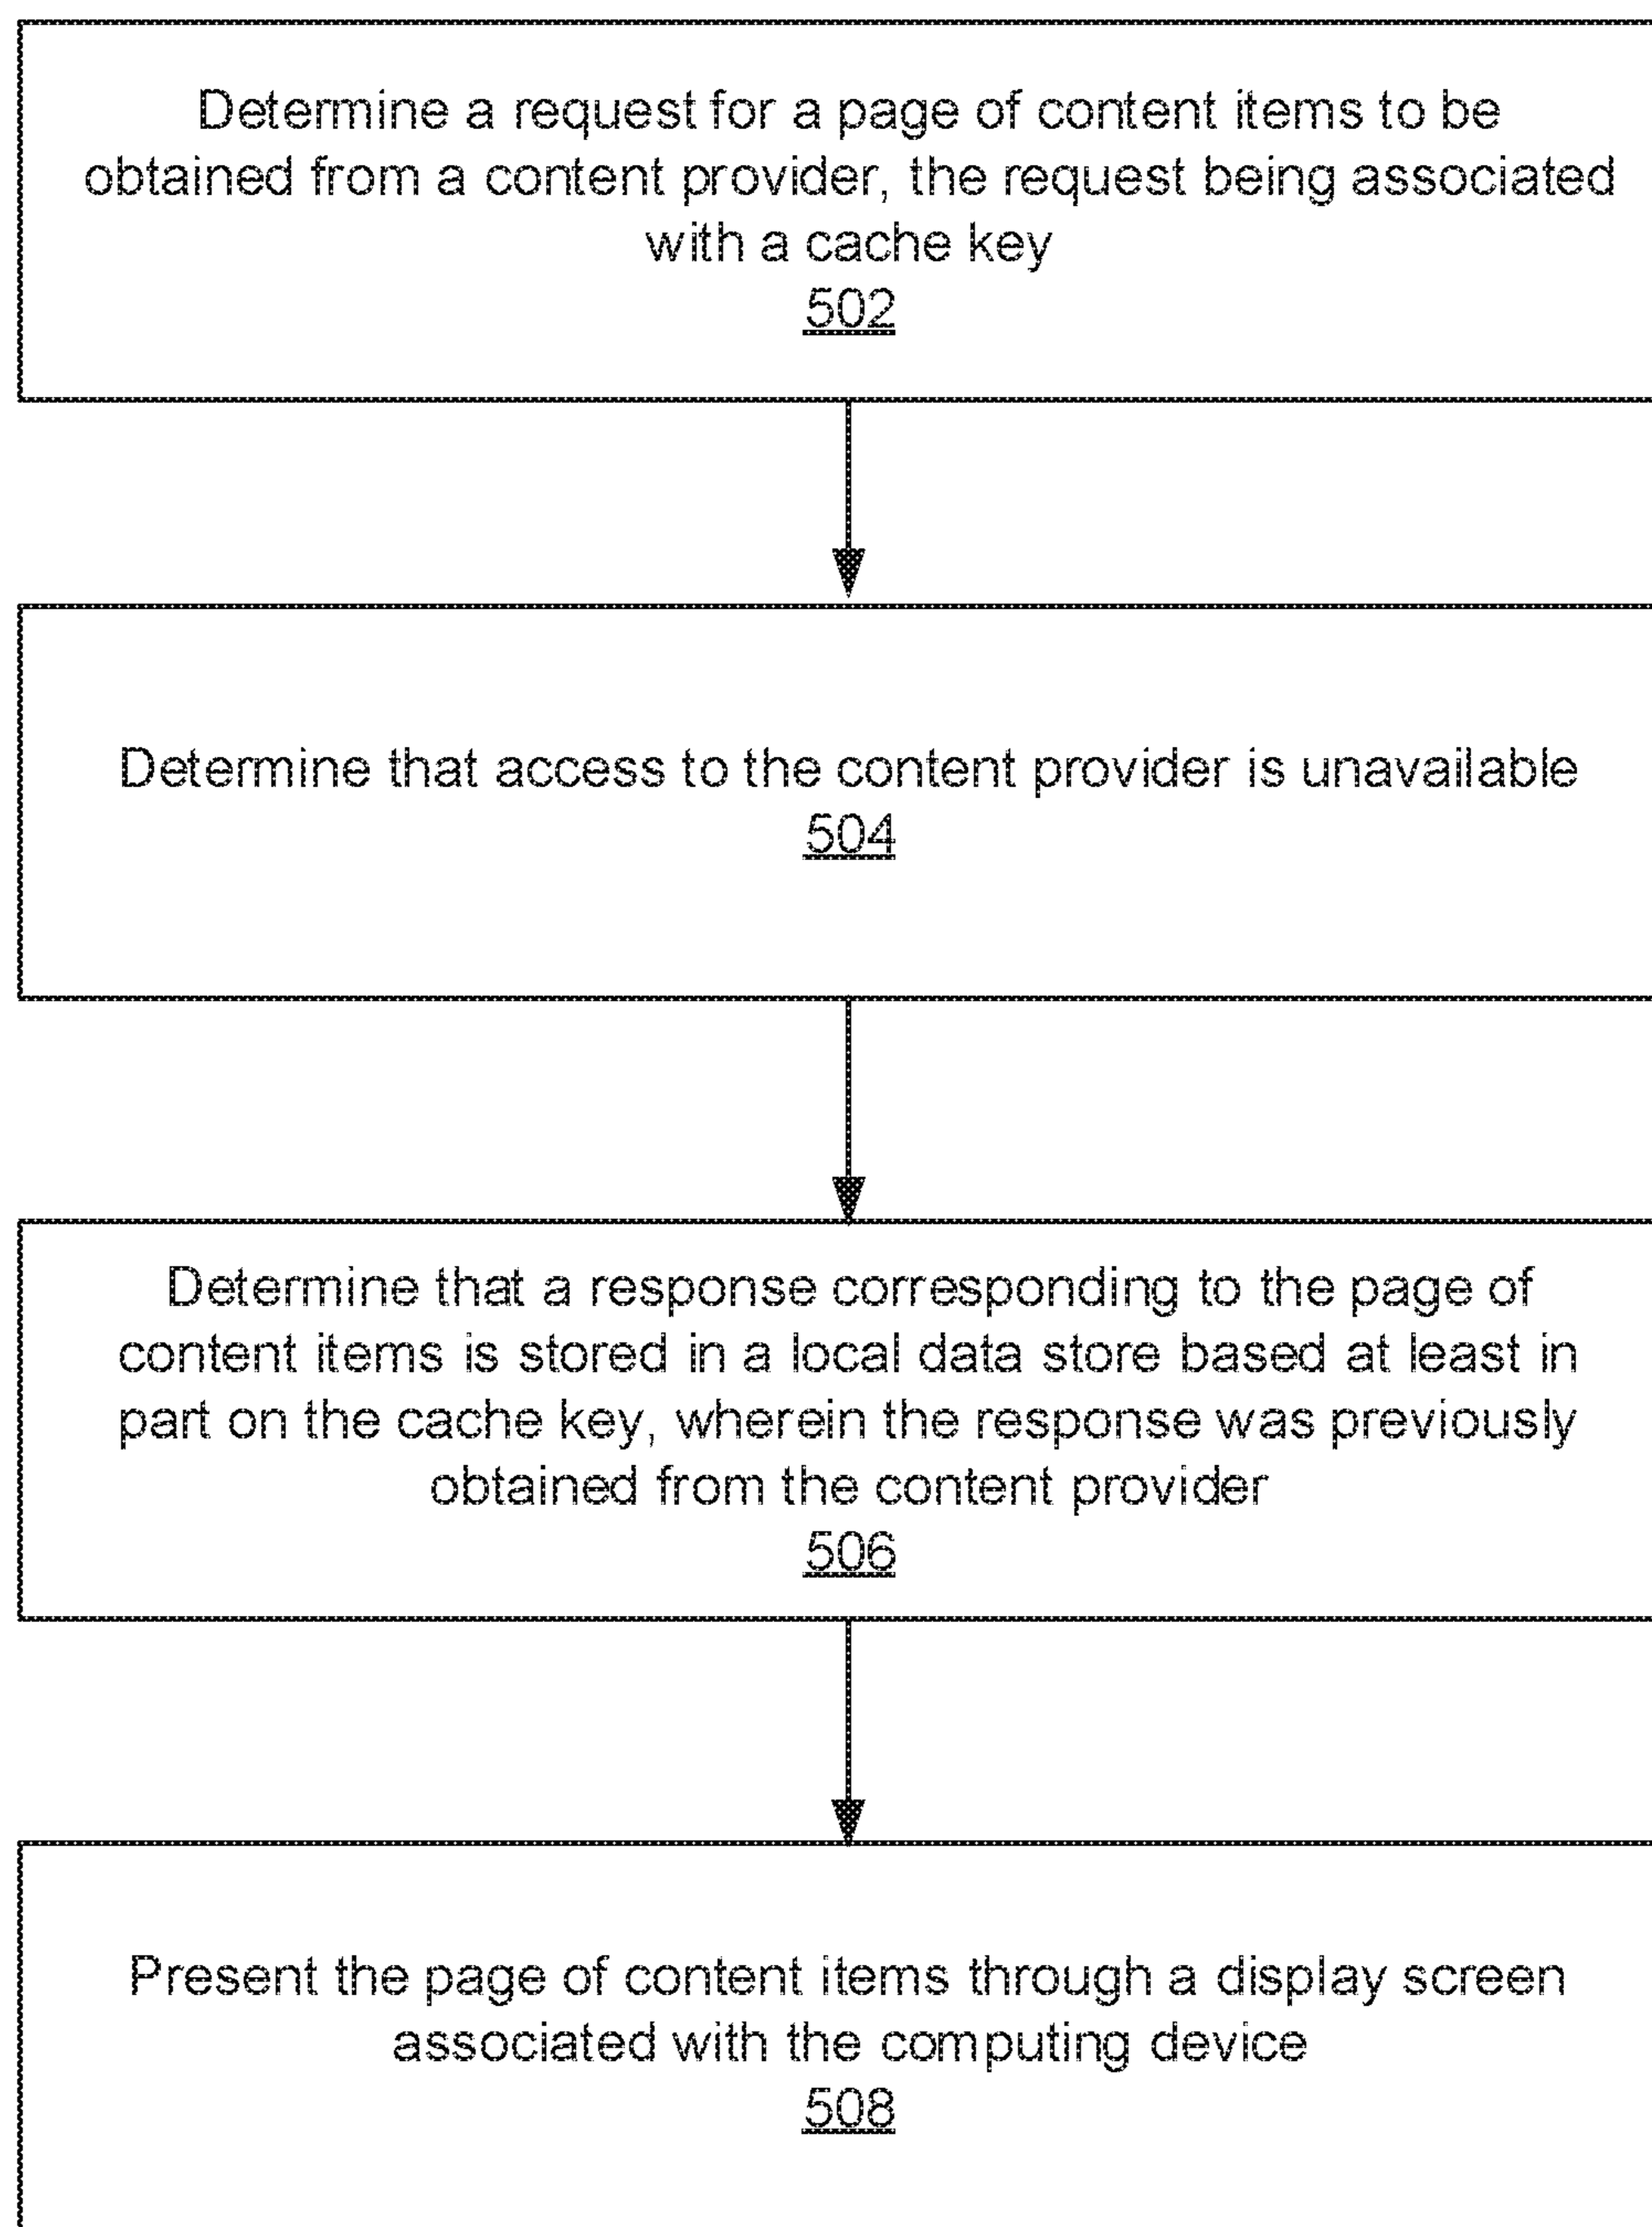 Determine a request for a page of content items to be
obtained from a content provider, the request being associated
with a cache key
502
Determine that access to the content provider is unavailable
504
Determine that a response corresponding to the page of
content items is stored in a local data store based at least in
part on the cache key, wherein the response was previously
obtained from the content provider
506
Present the page of content items through a display screen
associated with the computing device
508